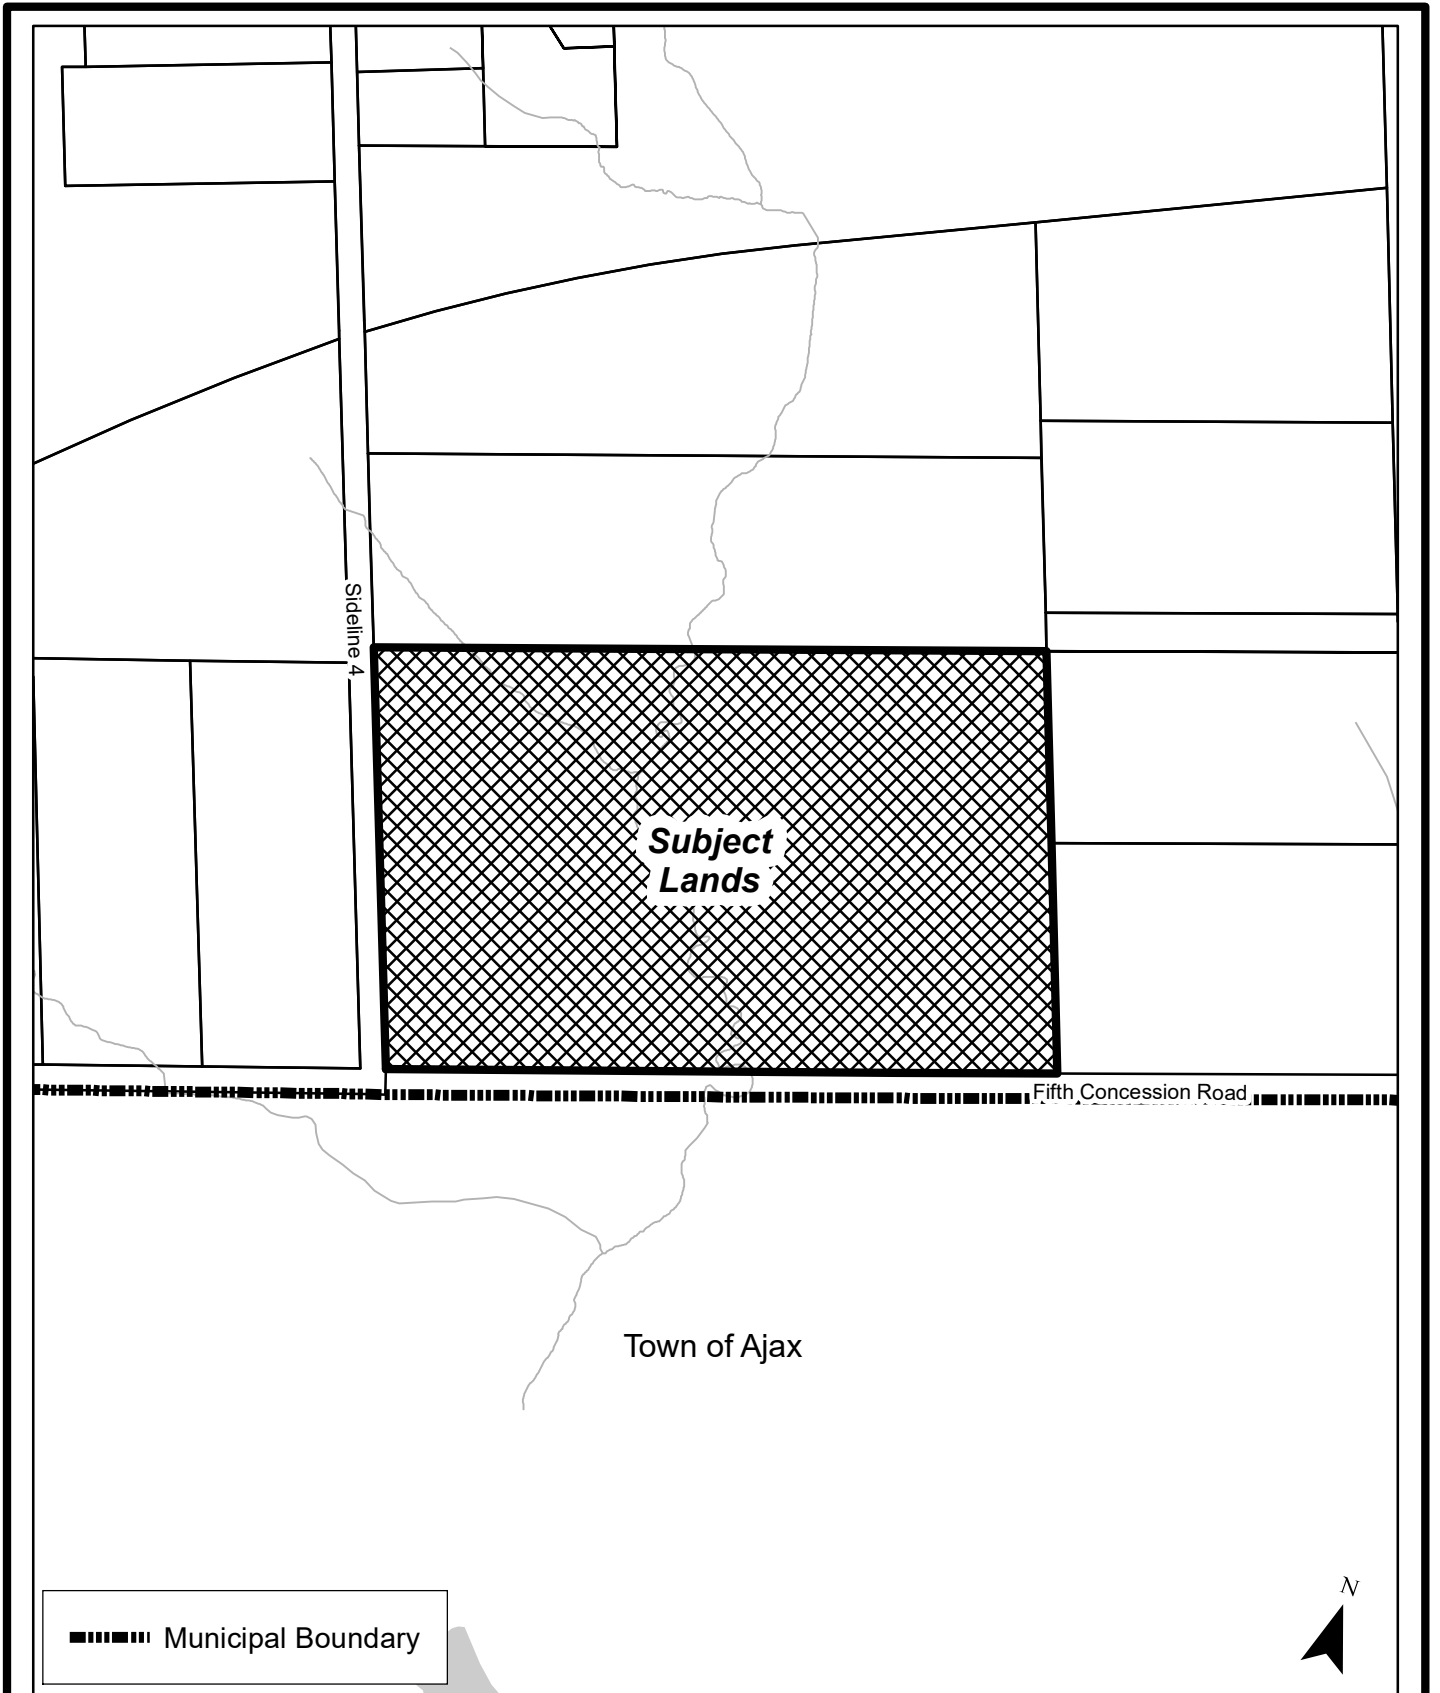 Sideline 4
Subject
Lands
Fifth Concession Road
Town of Ajax
N
Municipal Boundary